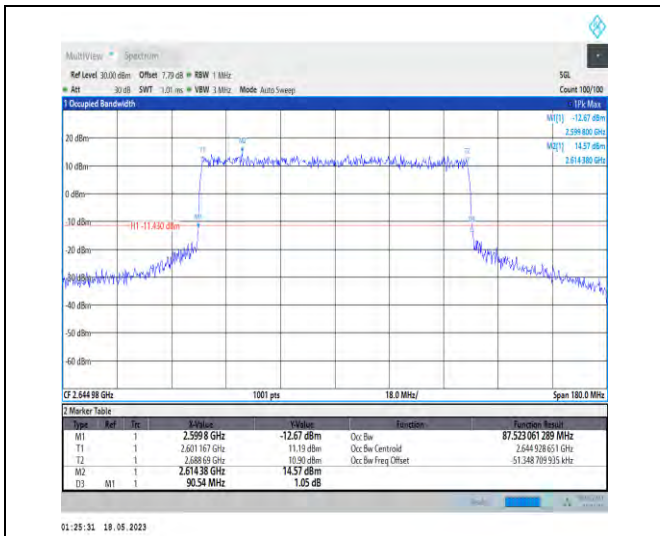 MultiView Spectrum
Ref Level 30.00 dBm Offset 7.79 dB RBW 1 MHz SGL
Att 30 dB SWT 1.01 ms VBW 3 MHz Mode Auto Sweep Count 100/100
1 Occupied Bandwidth 1Pk Max
M1[1] -12.67 dBm
2.599 800 GHz
20 dBm
M2[1] 14.57 dBm
2.614 380 GHz
T1 M2 T2
10 dBm
0 dBm
M1
-10 dBm
H1 -11.430 dBm
-20 dBm
-30 dBm
-40 dBm
-50 dBm
-60 dBm
CF 2.644 98 GHz 1001 pts 18.0 MHz/ Span 180.0 MHz
2 Marker Table
Type Ref Trc X-Value Y-Value Function Function Result
M1 1 2.599 8 GHz -12.67 dBm Occ Bw 87.523 061 289 MHz
T1 1 2.601 167 GHz 11.19 dBm Occ Bw Centroid 2.644 928 651 GHz
T2 1 2.688 69 GHz 10.90 dBm Occ Bw Freq Offset -51.348 709 935 kHz
M2 1 2.614 38 GHz 14.57 dBm
D3 M1 1 90.54 MHz 1.05 dB
01:25:31 18.05.2023